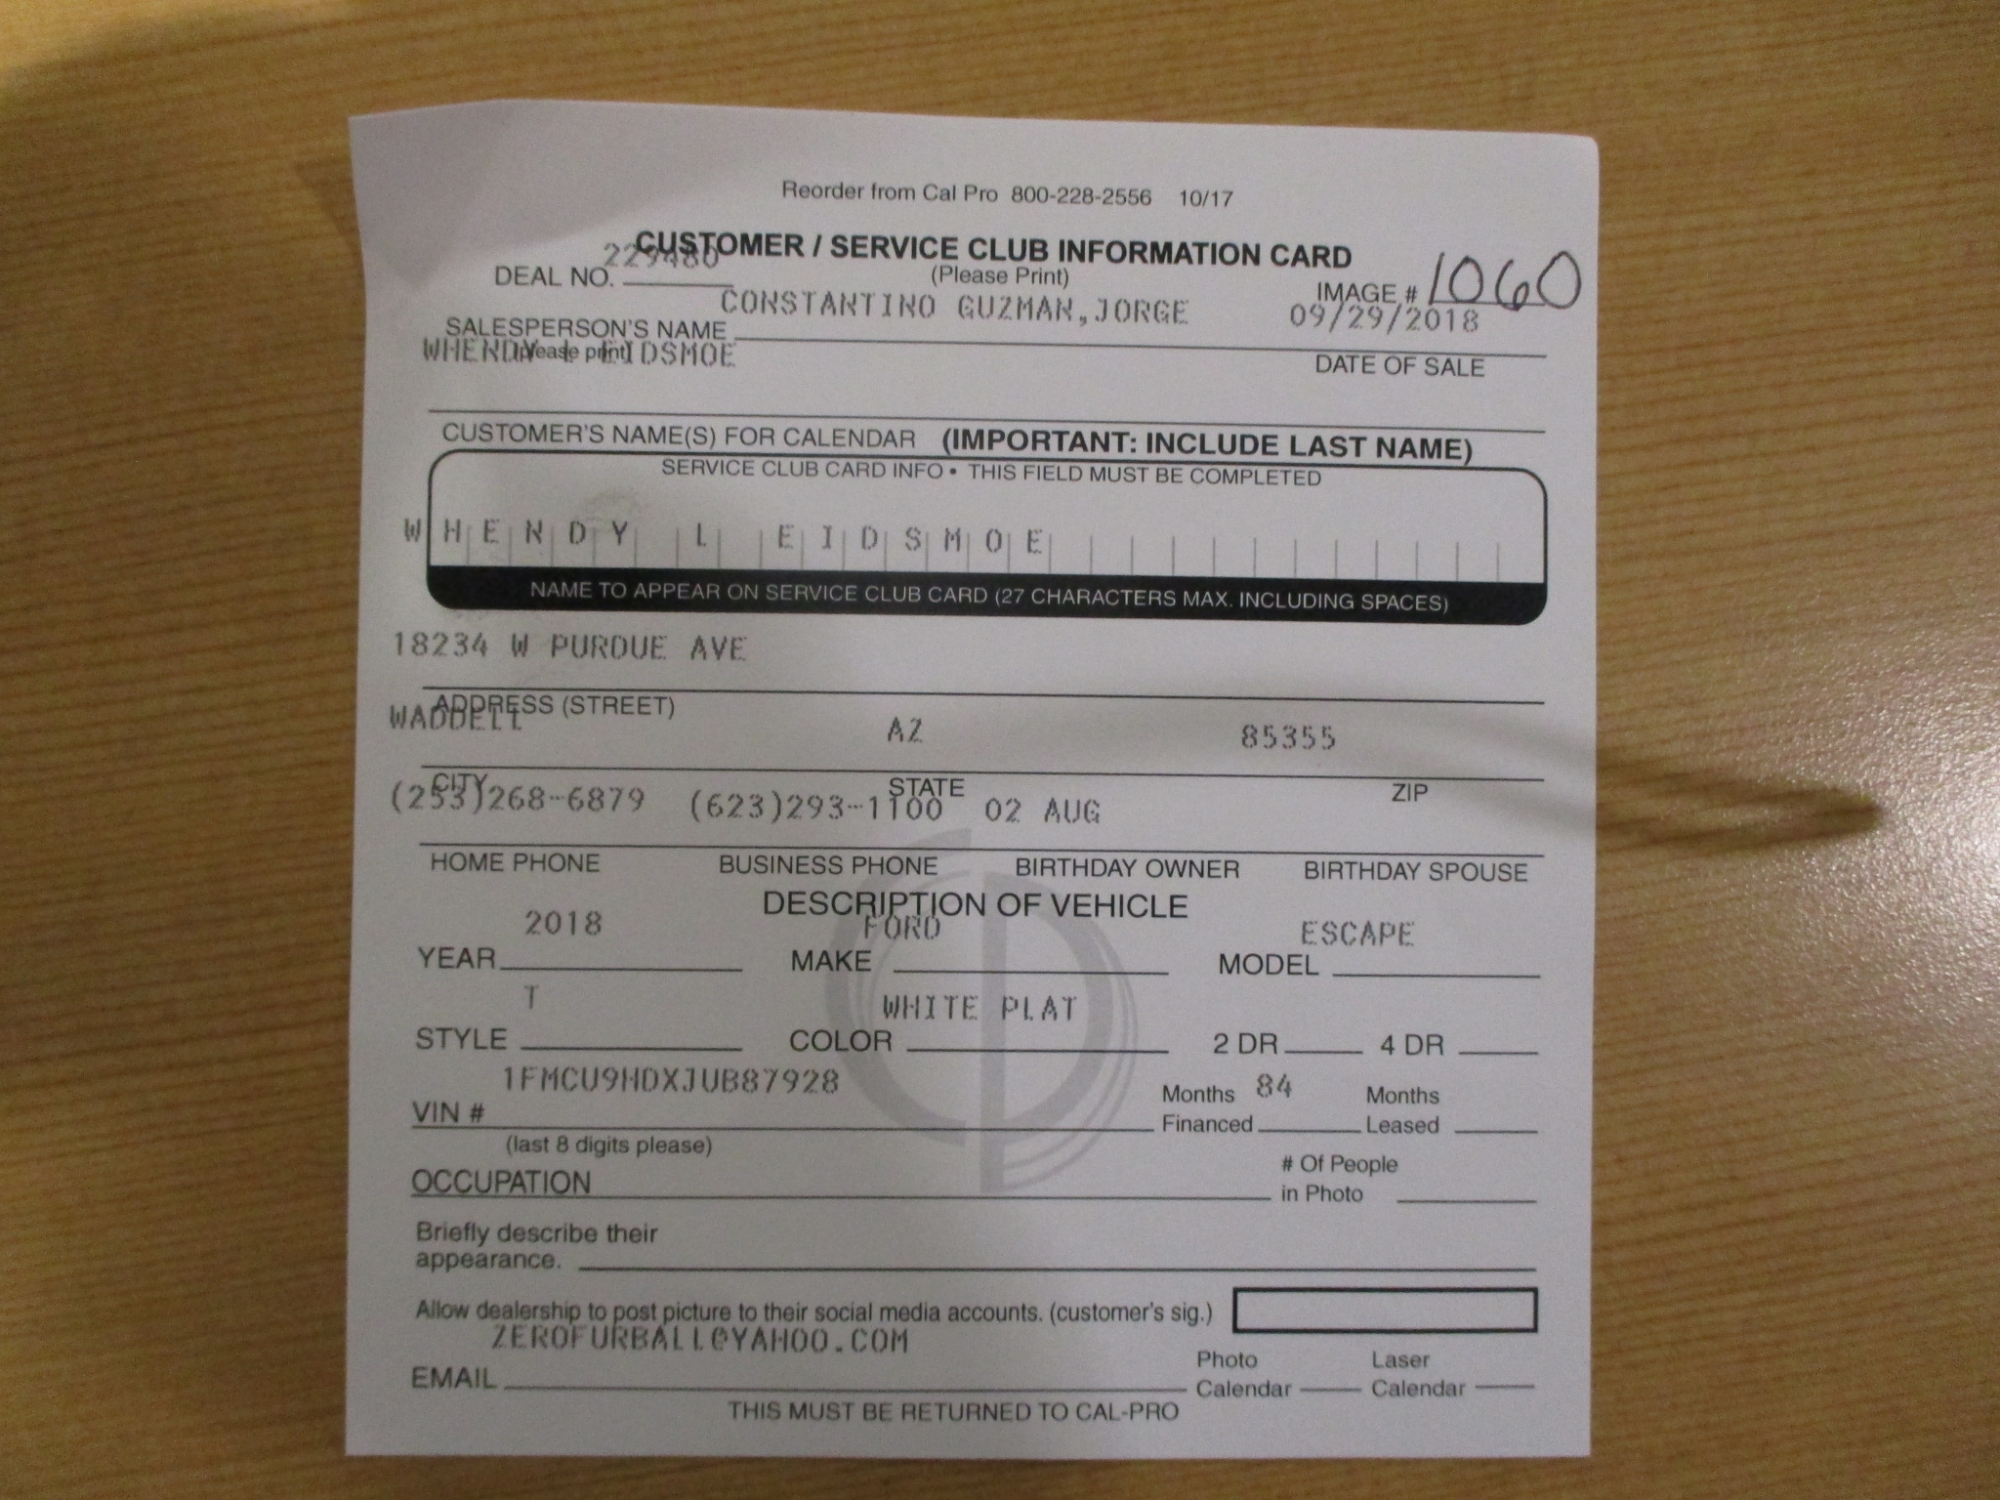 Reorder from Cal Pro 800-228-2556 10/17
CUSTOMER / SERVICE CLUB INFORMATION CARD
229480
DEAL NO. (Please Print) IMAGE # 1060
CONSTANTINO GUZMAN,JORGE 09/29/2018
SALESPERSON'S NAME
(please print) DATE OF SALE
WHENDY L EIDSMOE
CUSTOMER'S NAME(S) FOR CALENDAR (IMPORTANT: INCLUDE LAST NAME)
SERVICE CLUB CARD INFO • THIS FIELD MUST BE COMPLETED
WHENDY L EIDSMOE
NAME TO APPEAR ON SERVICE CLUB CARD (27 CHARACTERS MAX. INCLUDING SPACES)
18234 W PURDUE AVE
ADDRESS (STREET)
WADDELL AZ 85355
CITY STATE ZIP
(253)268-6879 (623)293-1100 02 AUG
HOME PHONE BUSINESS PHONE BIRTHDAY OWNER BIRTHDAY SPOUSE
DESCRIPTION OF VEHICLE
2018 FORD ESCAPE
YEAR MAKE MODEL
T WHITE PLAT
STYLE COLOR 2 DR 4 DR
1FMCU9HDXJUB87928 Months 84 Months
VIN # Financed Leased
(last 8 digits please)
OCCUPATION # Of People
in Photo
Briefly describe their
appearance.
Allow dealership to post picture to their social media accounts. (customer's sig.)
ZEROFURBALL@YAHOO.COM
EMAIL Photo Laser
Calendar Calendar
THIS MUST BE RETURNED TO CAL-PRO